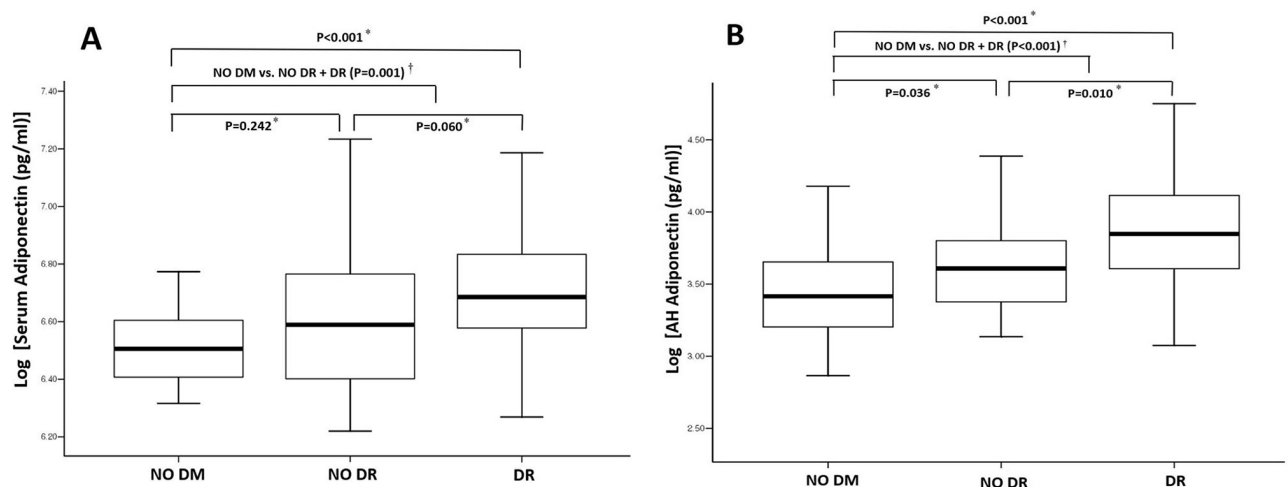 A
P<0.001 *
NO DM vs. NO DR + DR (P=0.001) †
P=0.242 *
P=0.060 *
Log [Serum Adiponectin (pg/ml)]
7.40
7.20
7.00
6.80
6.60
6.40
6.20
NO DM
NO DR
DR
B
P<0.001 *
NO DM vs. NO DR + DR (P<0.001) †
P=0.036 *
P=0.010 *
Log [AH Adiponectin (pg/ml)]
4.50
4.00
3.50
3.00
2.50
NO DM
NO DR
DR